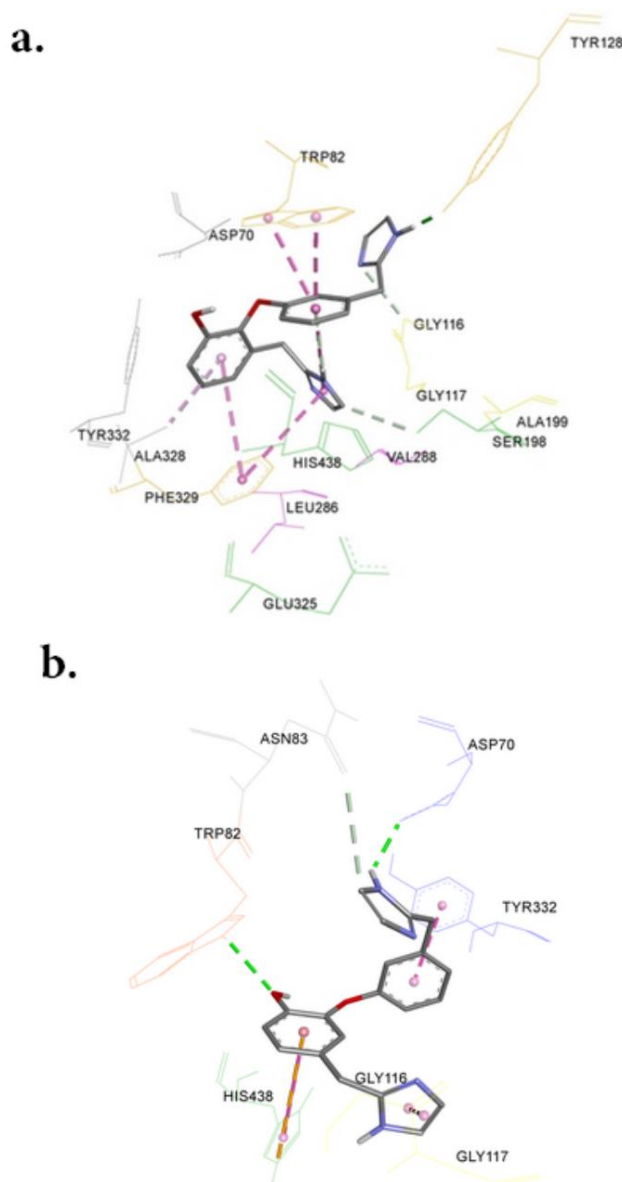 a.
TYR128
TRP82
ASP70
GLY116
GLY117
ALA199
SER198
TYR332
ALA328
HIS438
VAL288
PHE329
LEU286
GLU325
b.
ASN83
ASP70
TRP82
TYR332
GLY116
HIS438
GLY117